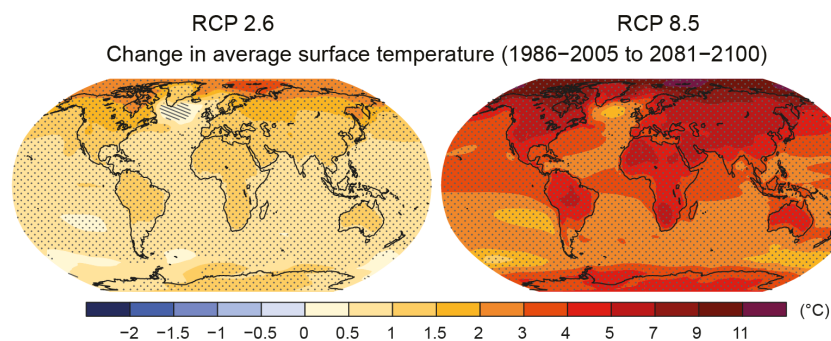 RCP 2.6 RCP 8.5
Change in average surface temperature (1986−2005 to 2081−2100)
−2 −1.5 −1 −0.5 0 0.5 1 1.5 2 3 4 5 7 9 11 (°C)